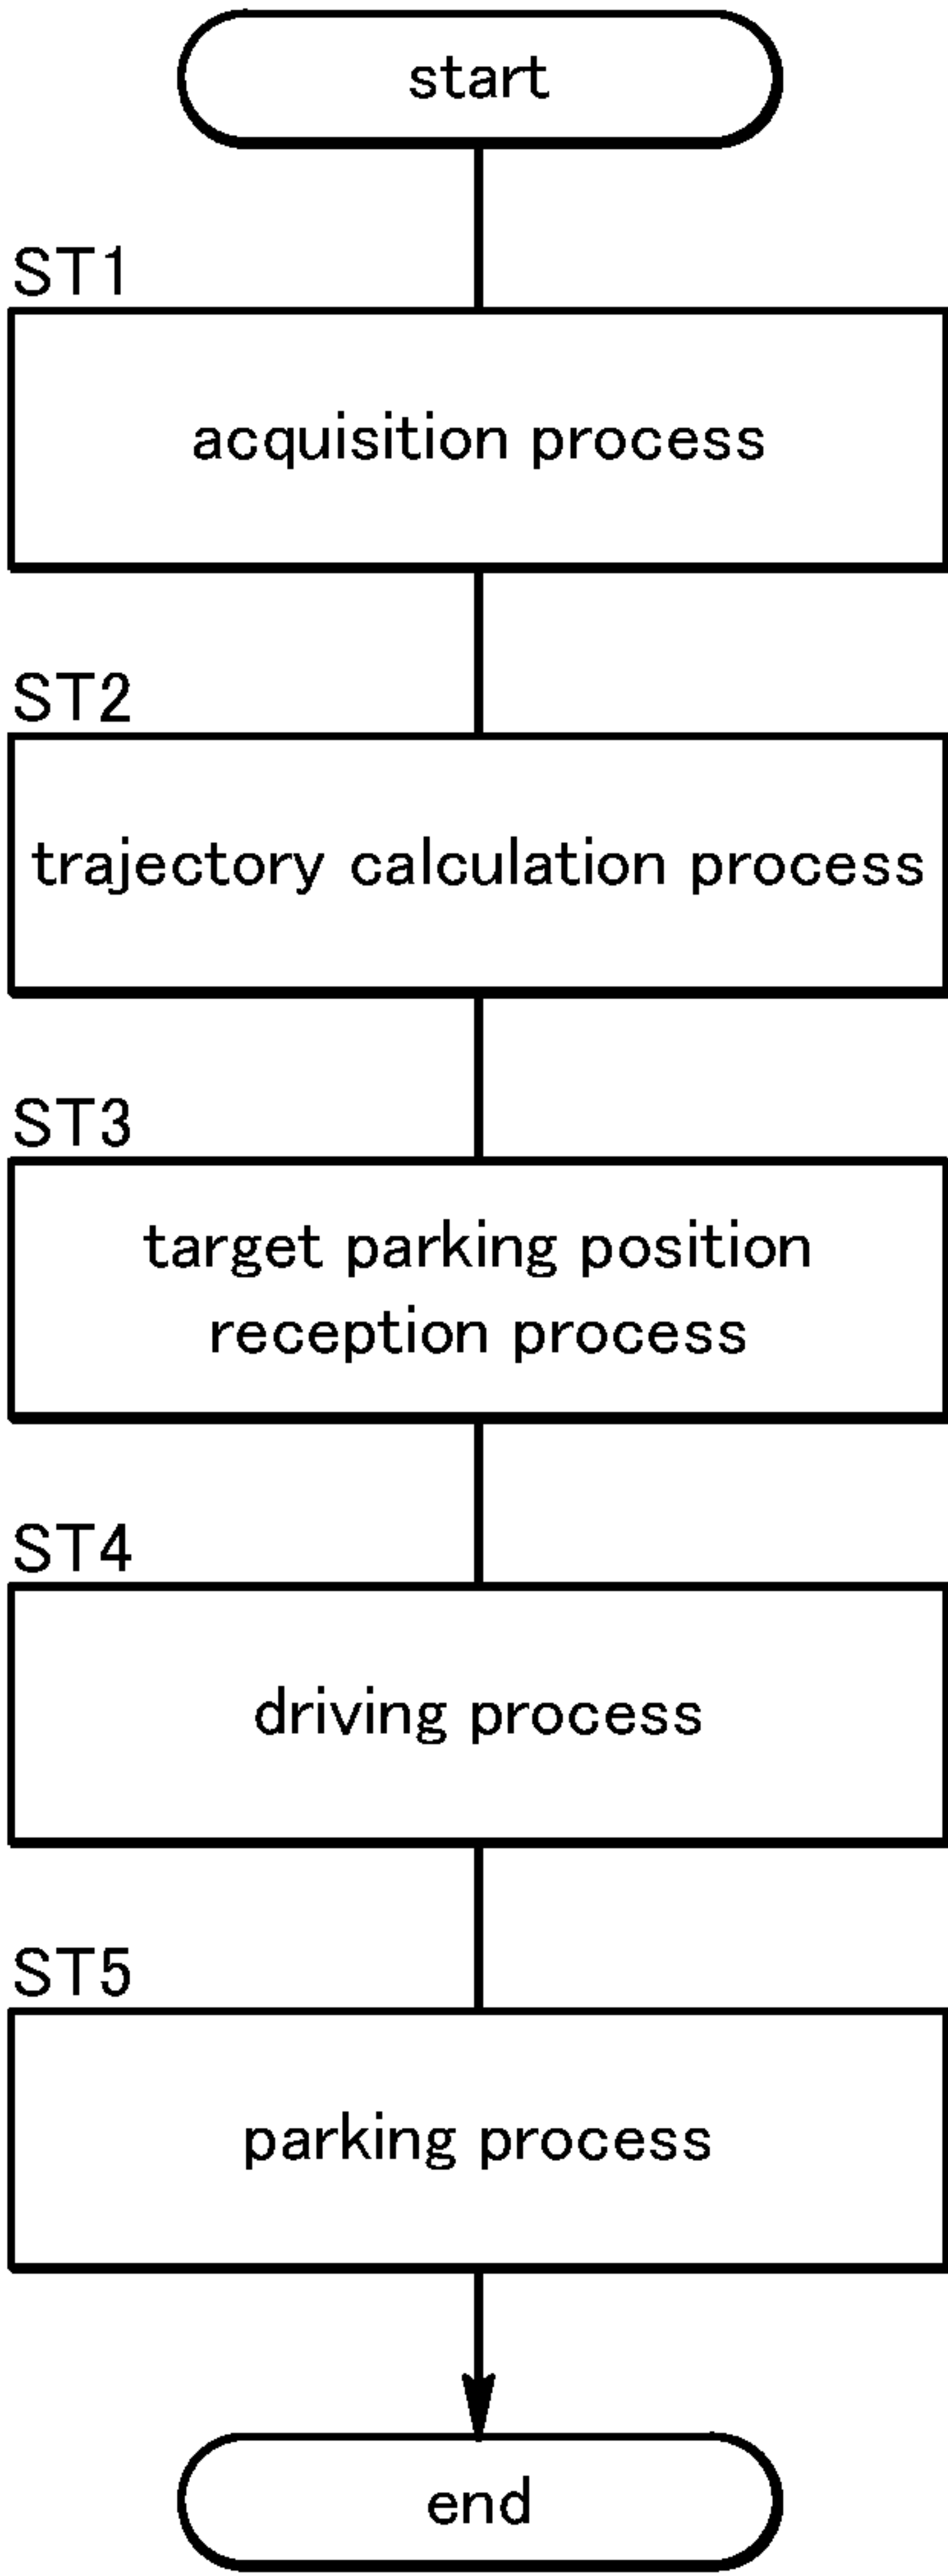 start
ST1
acquisition process
ST2
trajectory calculation process
ST3
target parking position
reception process
ST4
driving process
ST5
parking process
end